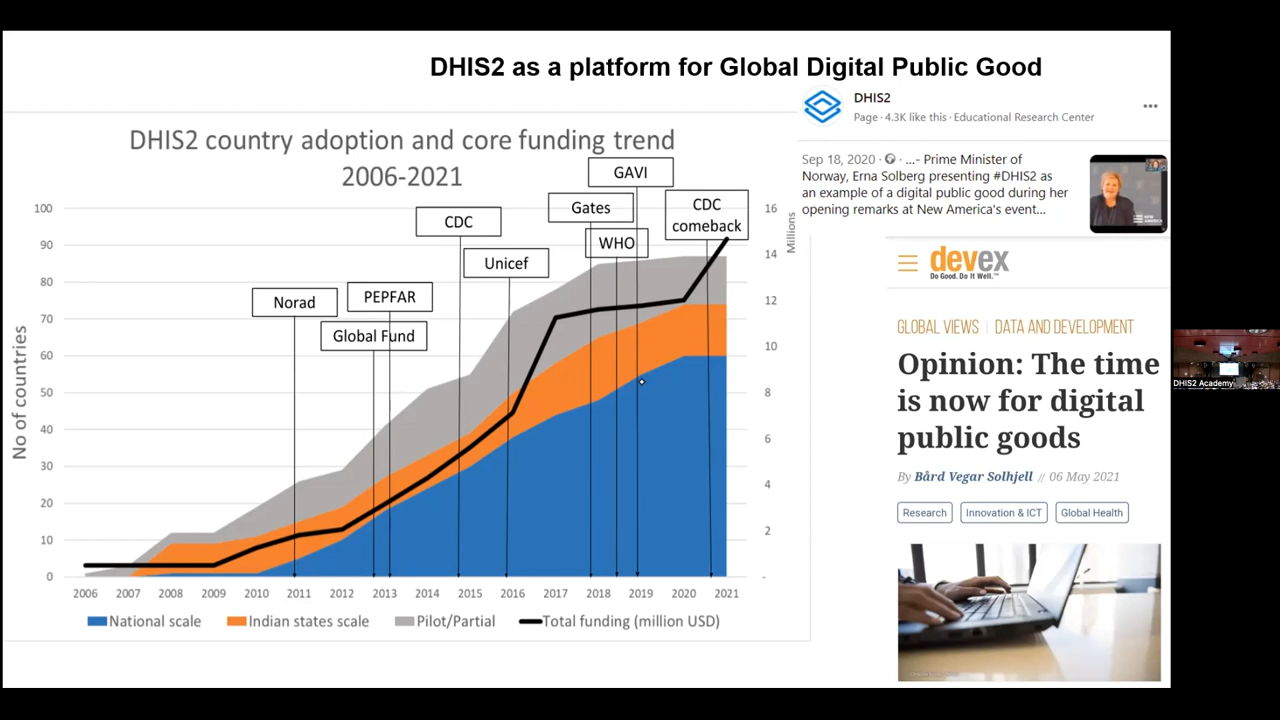 DHIS2 as a platform for Global Digital Public Good
DHIS2 country adoption and core funding trend
2006-2021
GAVI
Gates
CDC
comeback
CDC
WHO
Unicef
Norad
PEPFAR
Global Fund
No of countries
100
90
80
70
60
50
40
30
20
10
0
Millions
16
14
12
10
8
6
4
2
-
2006 2007 2008 2009 2010 2011 2012 2013 2014 2015 2016 2017 2018 2019 2020 2021
National scale Indian states scale Pilot/Partial Total funding (million USD)
DHIS2
Page · 4.3K like this · Educational Research Center
Sep 18, 2020 · ...- Prime Minister of
Norway, Erna Solberg presenting #DHIS2 as
an example of a digital public good during her
opening remarks at New America's event...
devex
Do Good. Do It Well.™
GLOBAL VIEWS | DATA AND DEVELOPMENT
Opinion: The time
is now for digital
public goods
By Bård Vegar Solhjell // 06 May 2021
Research
Innovation & ICT
Global Health
DHIS2 Academy